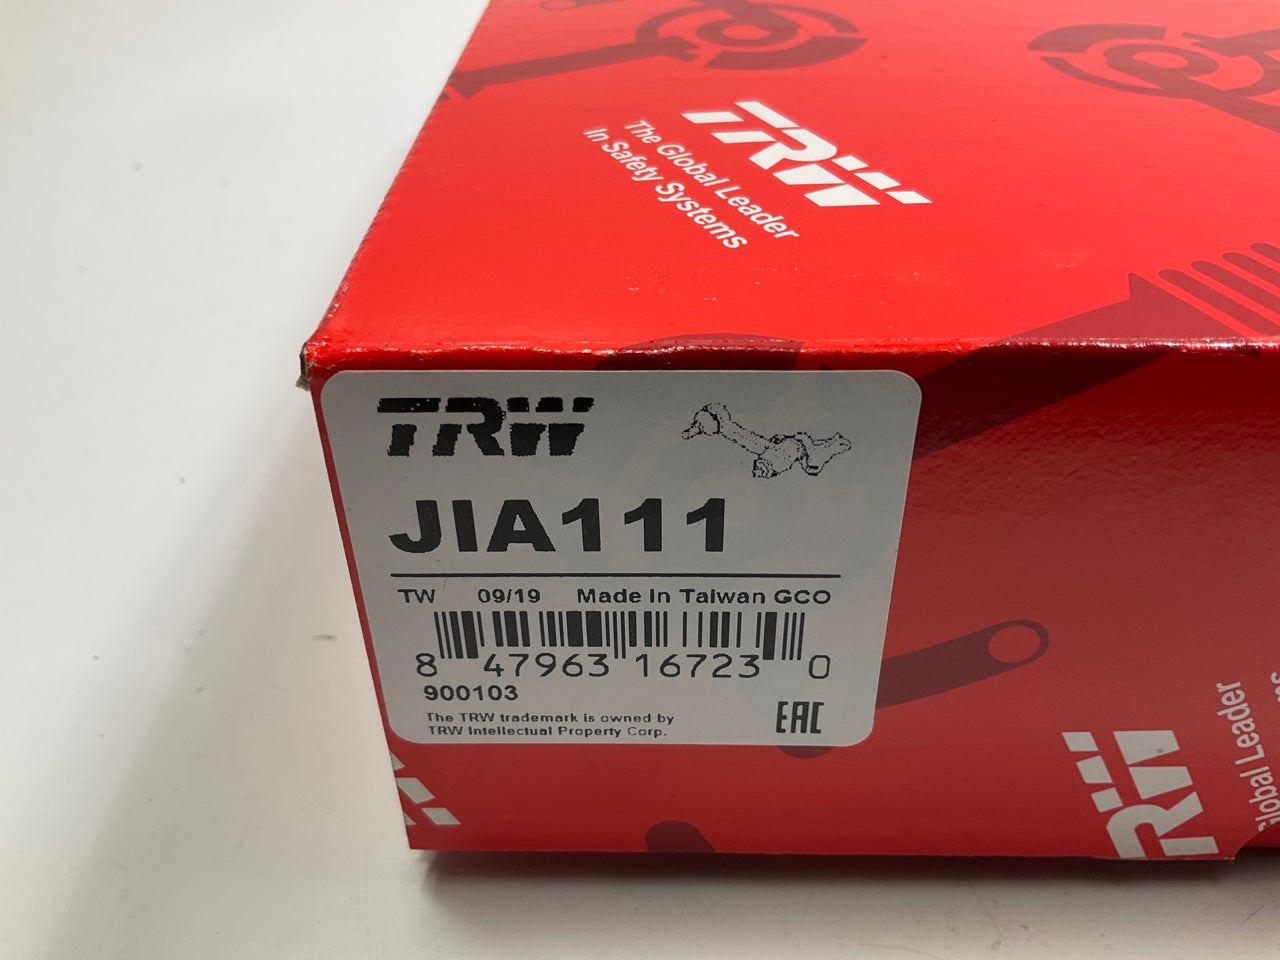 TRW
The Global Leader
In Safety Systems
TRW
JIA111
TW 09/19 Made In Taiwan GCO
8 47963 16723 0
900103
The TRW trademark is owned by
TRW Intellectual Property Corp.
EAC
RW
Global Leader